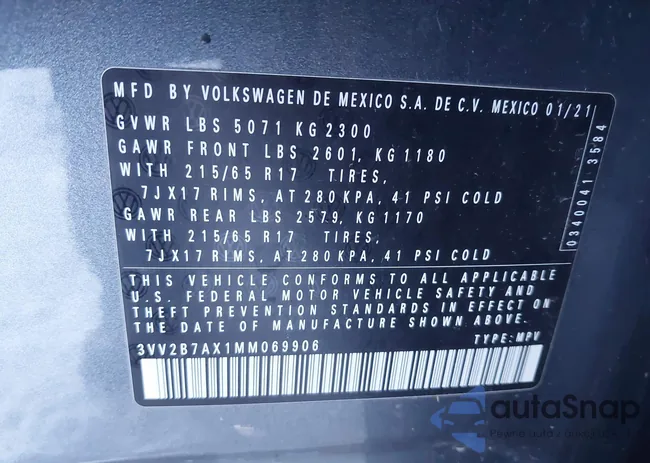 MFD BY VOLKSWAGEN DE MEXICO S.A. DE C.V. MEXICO 01/21
GVWR LBS 5071 KG 2300
GAWR FRONT LBS 2601, KG 1180
WITH 215/65 R17 TIRES,
7JX17 RIMS, AT 280 KPA, 41 PSI COLD
GAWR REAR LBS 2579, KG 1170
WITH 215/65 R17 TIRES,
7JX17 RIMS, AT 280 KPA, 41 PSI COLD
0340041 3584
THIS VEHICLE CONFORMS TO ALL APPLICABLE
U.S. FEDERAL MOTOR VEHICLE SAFETY AND
THEFT PREVENTION STANDARDS IN EFFECT ON
THE DATE OF MANUFACTURE SHOWN ABOVE.
3VV2B7AX1MM069906 TYPE: MPV
autaSnap